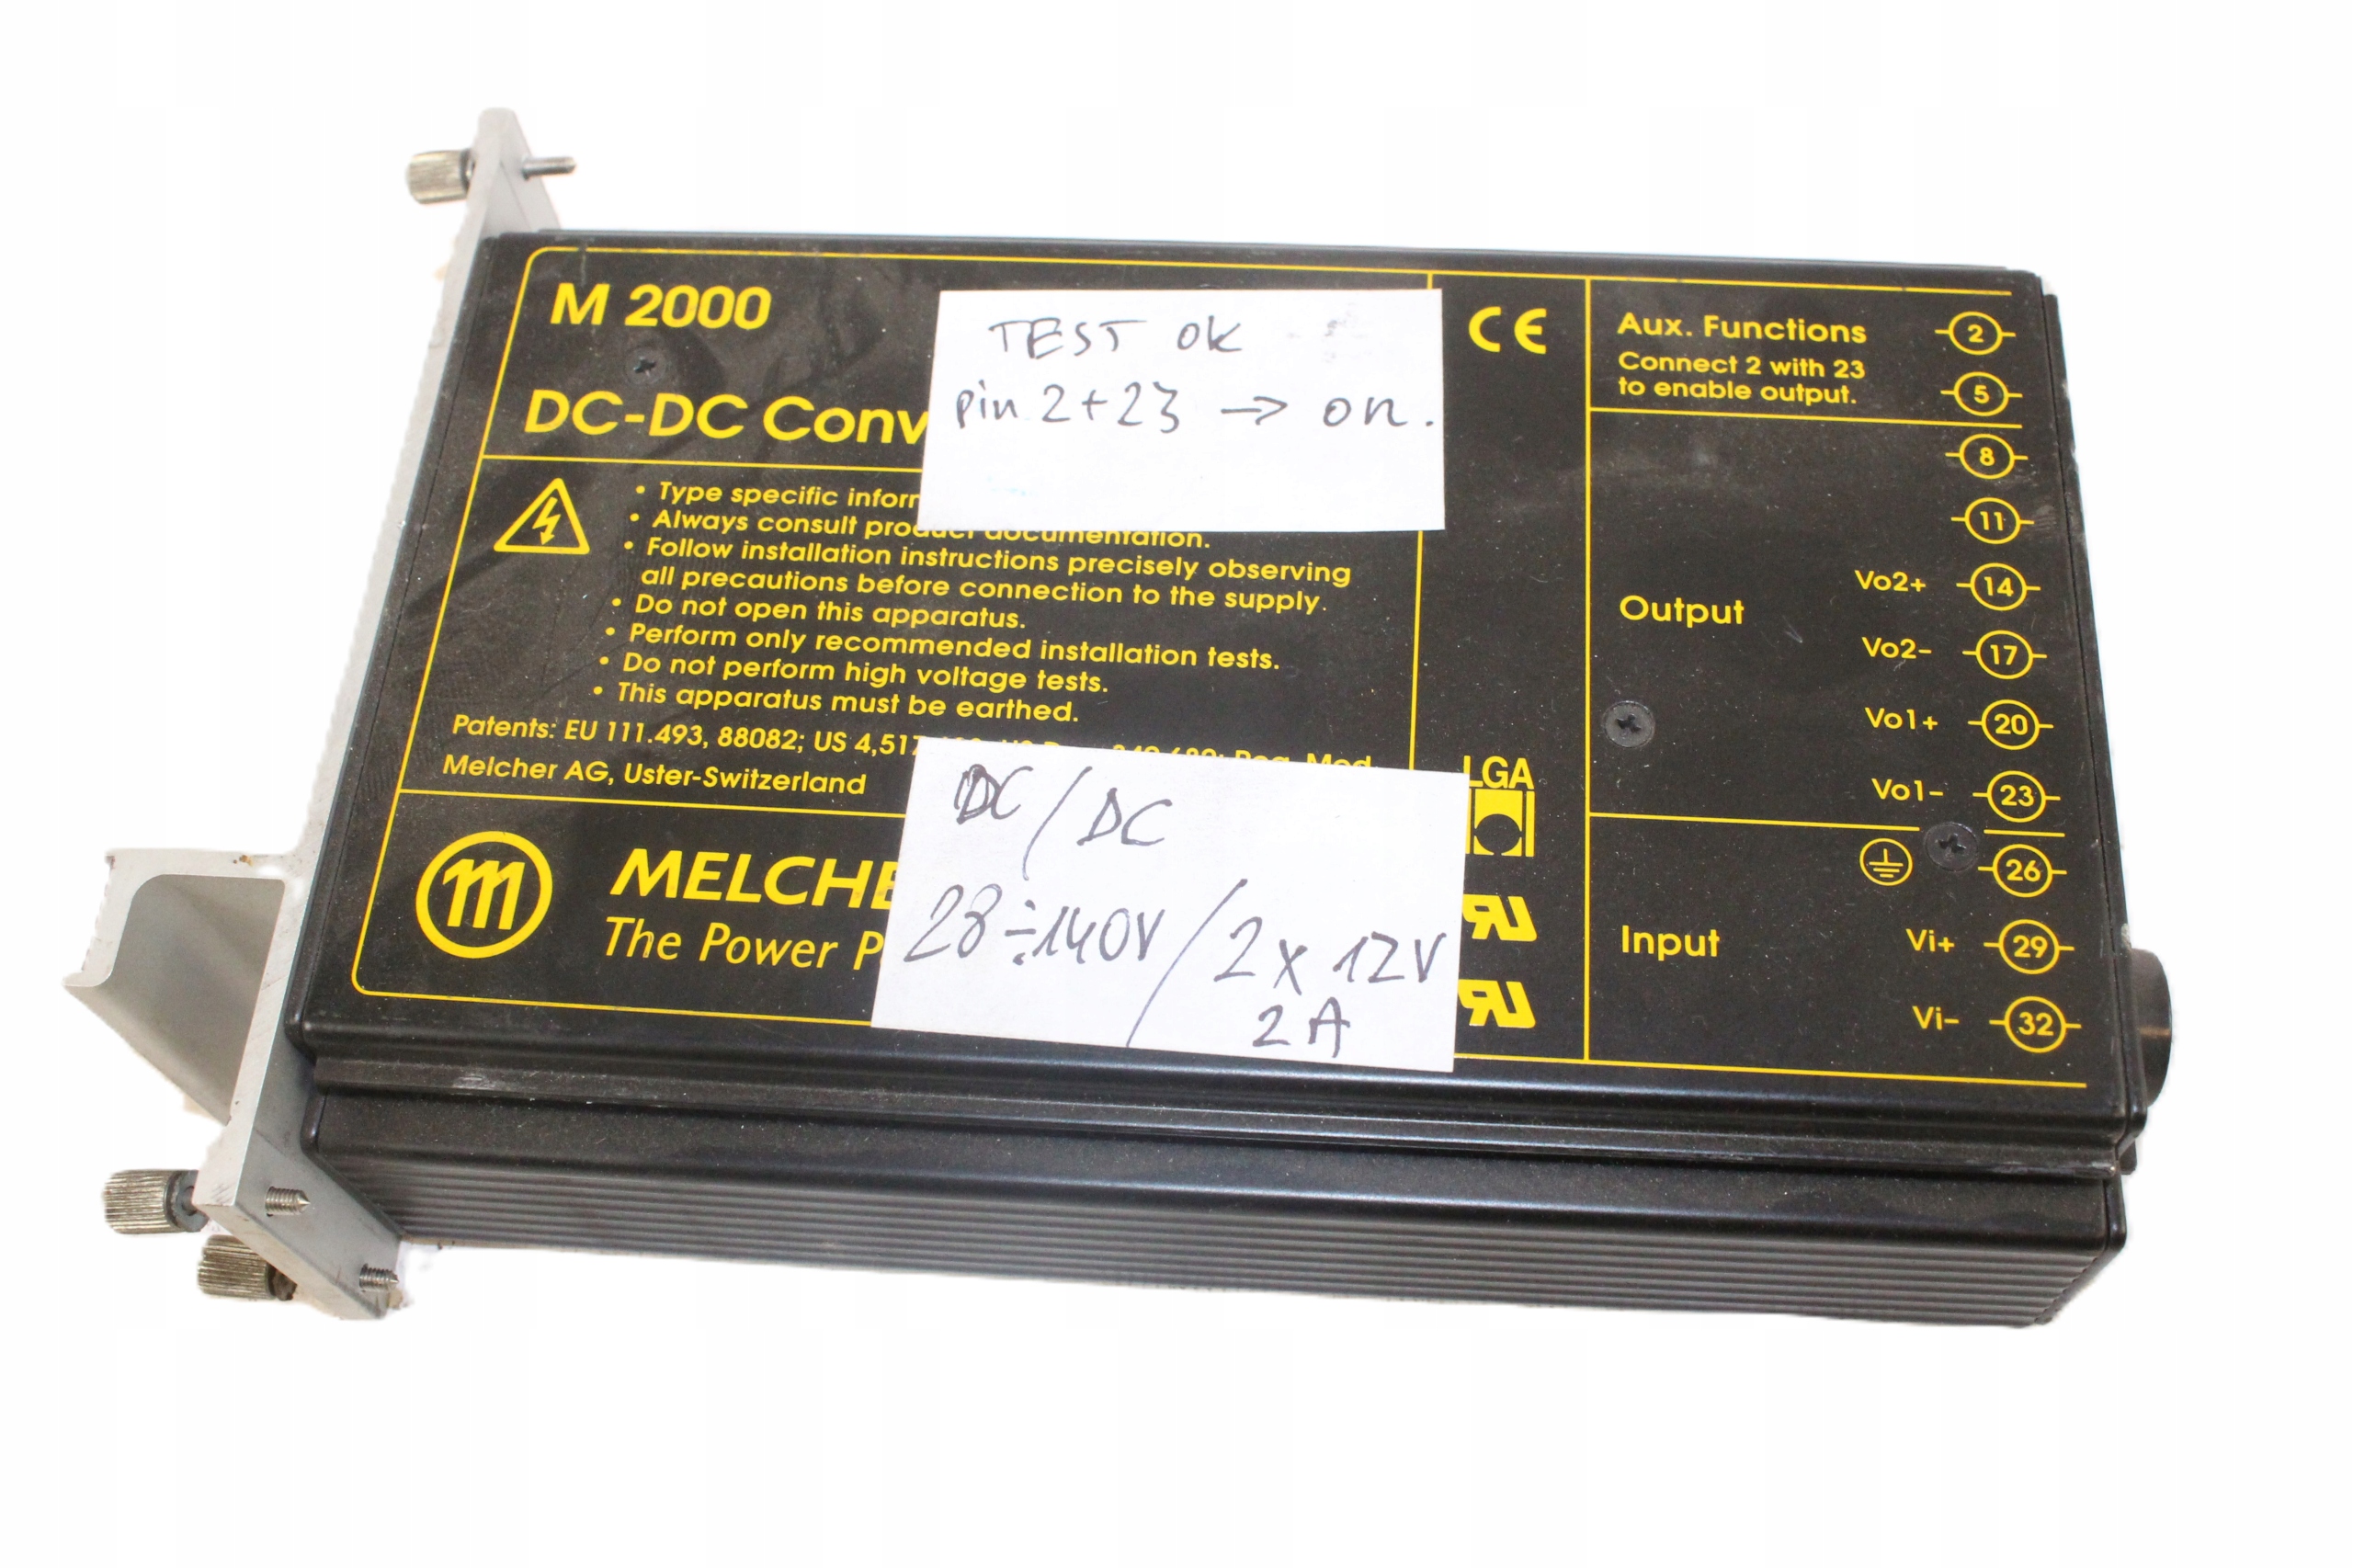 M 2000
DC-DC Conv
TEST OK
pin 2+23 → on.
• Type specific infor
• Always consult product documentation.
• Follow installation instructions precisely observing
all precautions before connection to the supply.
• Do not open this apparatus.
• Perform only recommended installation tests.
• Do not perform high voltage tests.
• This apparatus must be earthed.
Patents: EU 111.493, 88082; US 4,517
Melcher AG, Uster-Switzerland
m
MELCHE
The Power P
DC/DC
28÷140V/2x12V
2A
CE
LGA
Aux. Functions
Connect 2 with 23
to enable output.
2
5
8
11
Output
Vo2+ 14
Vo2- 17
Vo1+ 20
Vo1- 23
26
Input
Vi+ 29
Vi- 32